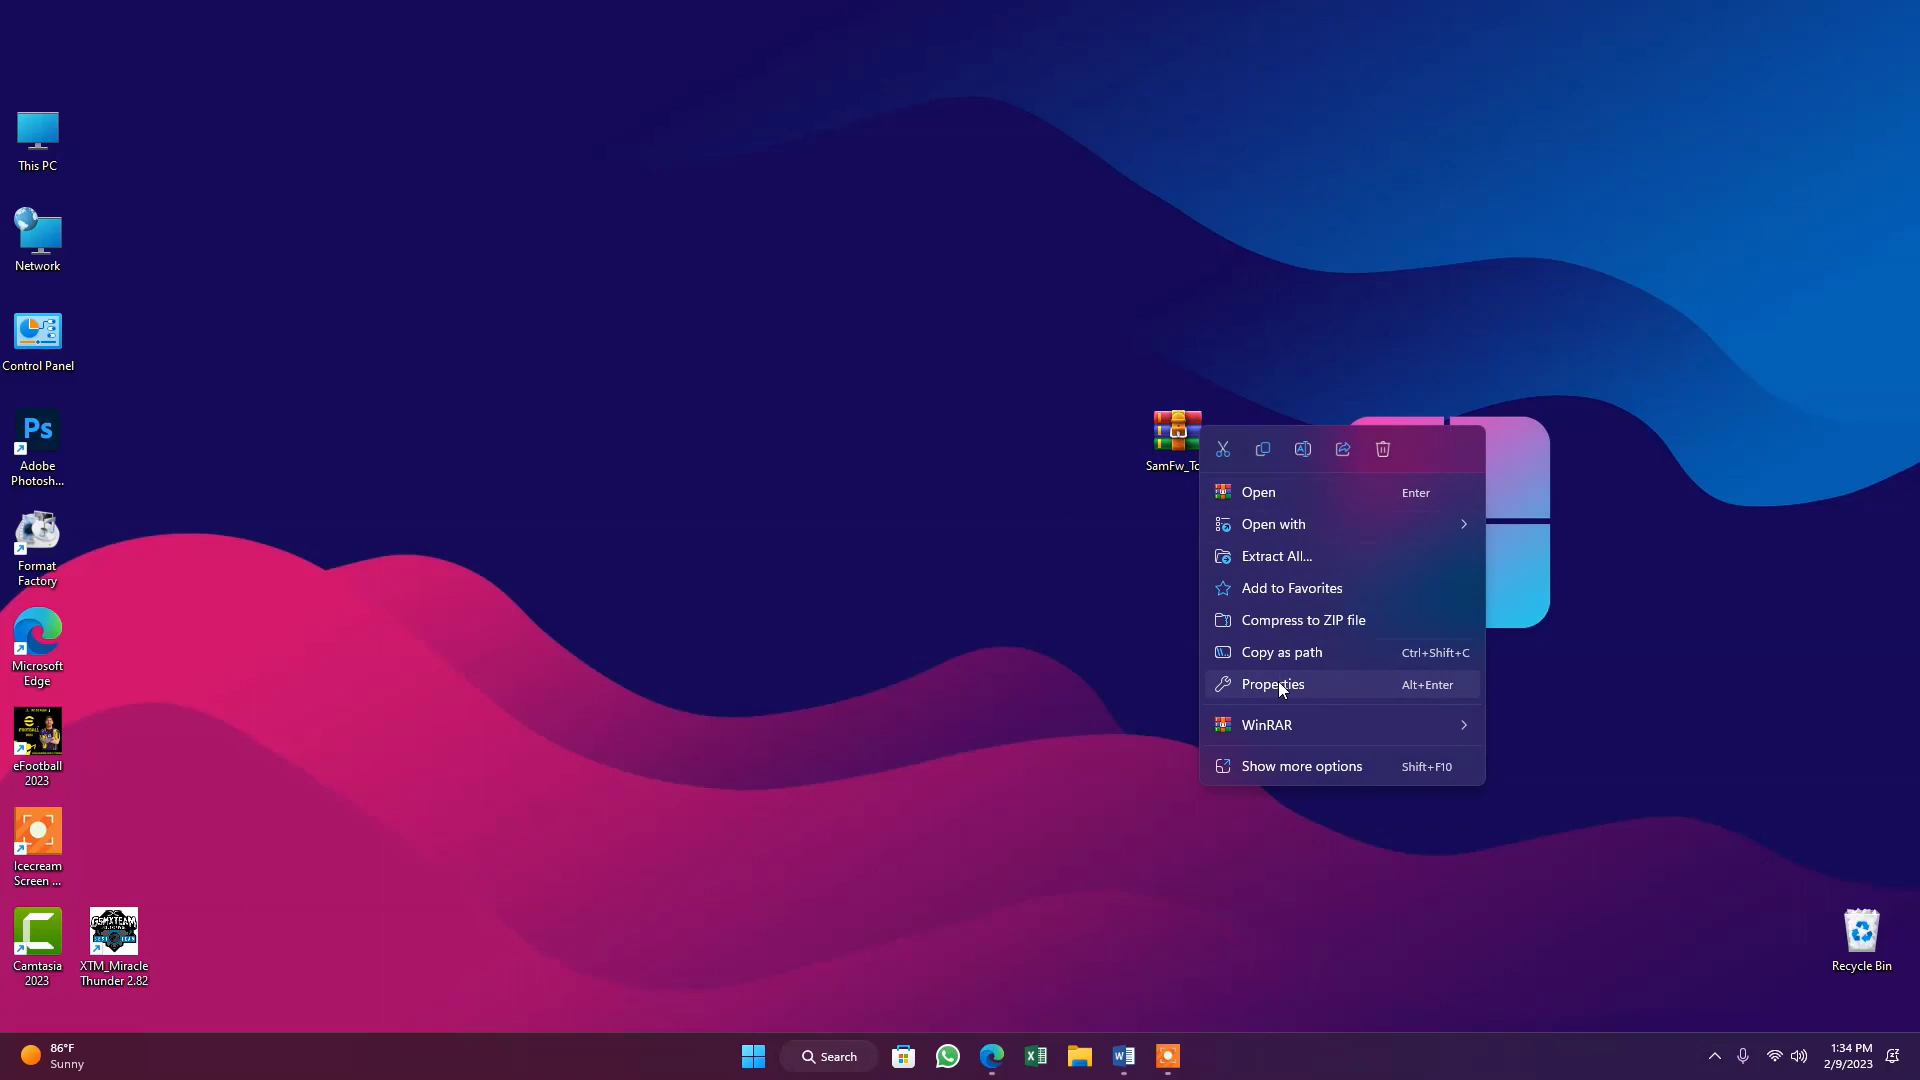 This PC
Network
Control Panel
Ps
Adobe
Photosh...
Format
Factory
Microsoft
Edge
eFootball
2023
Icecream
Screen ...
Camtasia
2023
XTM_Miracle
Thunder 2.82
SamFw_To
Open Enter
Open with
Extract All...
Add to Favorites
Compress to ZIP file
Copy as path Ctrl+Shift+C
Properties Alt+Enter
WinRAR
Show more options Shift+F10
Recycle Bin
86°F
Sunny
Search
1:34 PM
2/9/2023